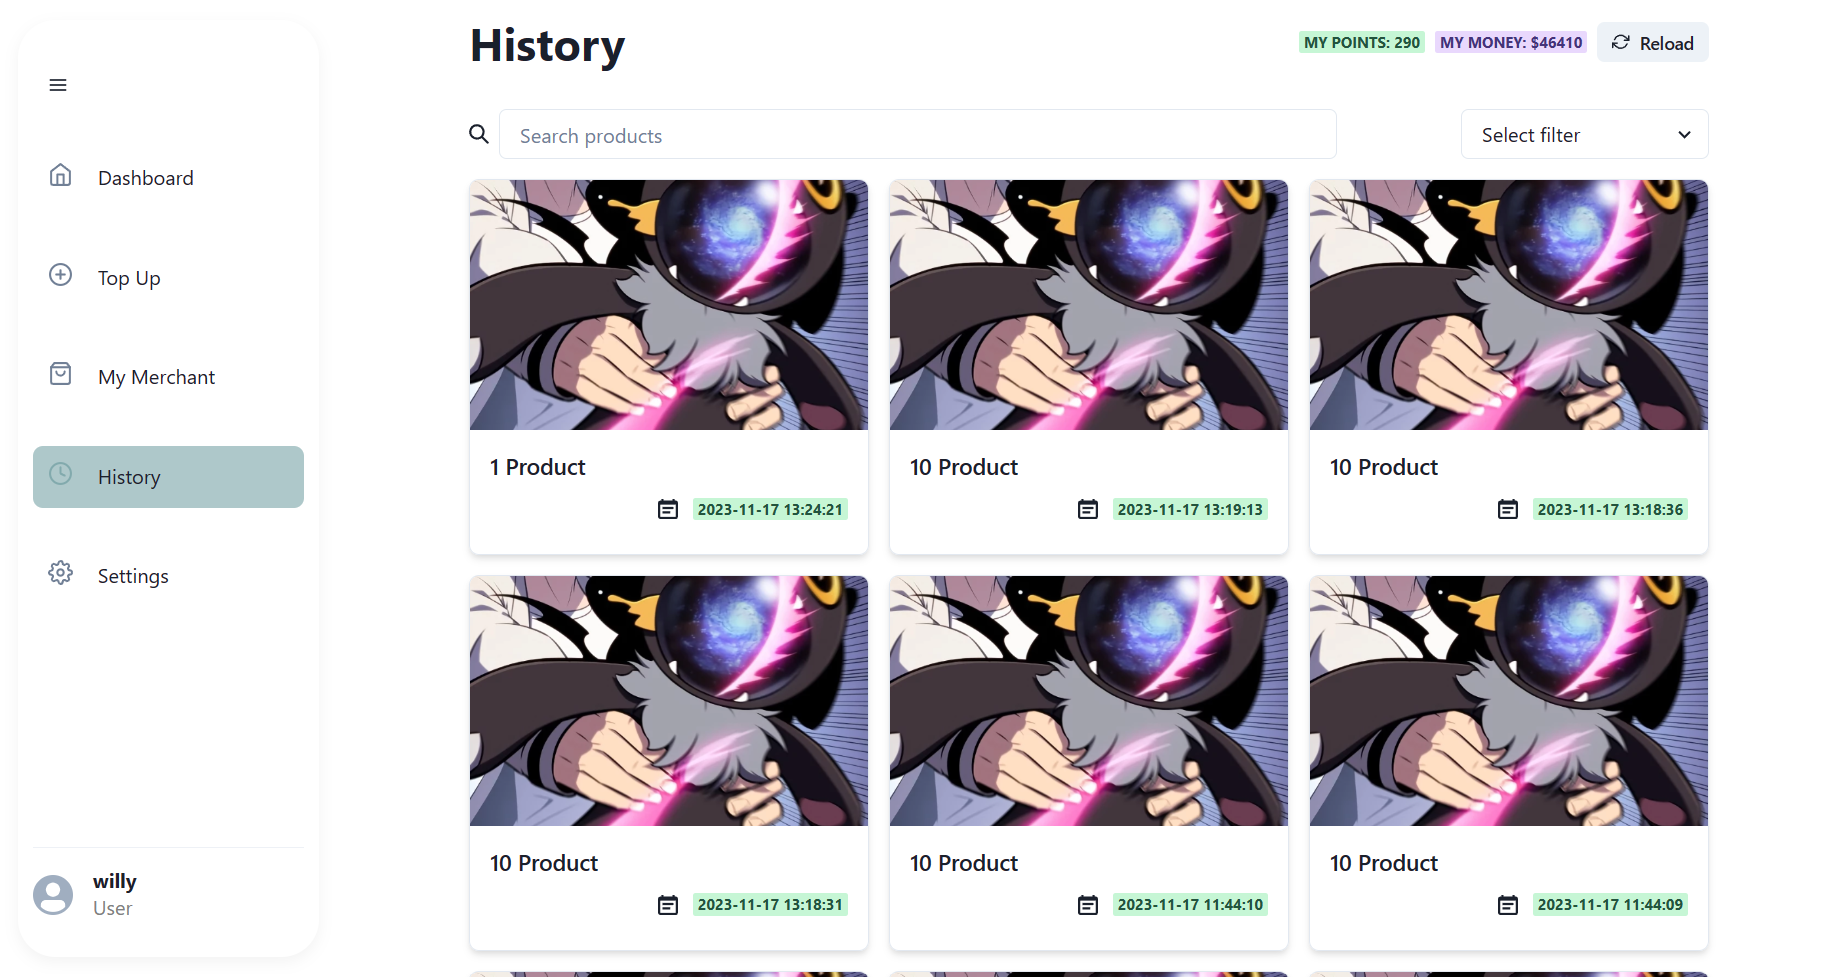 Dashboard
Top Up
My Merchant
History
Settings
willy
User
History
MY POINTS: 290
MY MONEY: $46410
Reload
Search products
Select filter
1 Product
2023-11-17 13:24:21
10 Product
2023-11-17 13:19:13
10 Product
2023-11-17 13:18:36
10 Product
2023-11-17 13:18:31
10 Product
2023-11-17 11:44:10
10 Product
2023-11-17 11:44:09